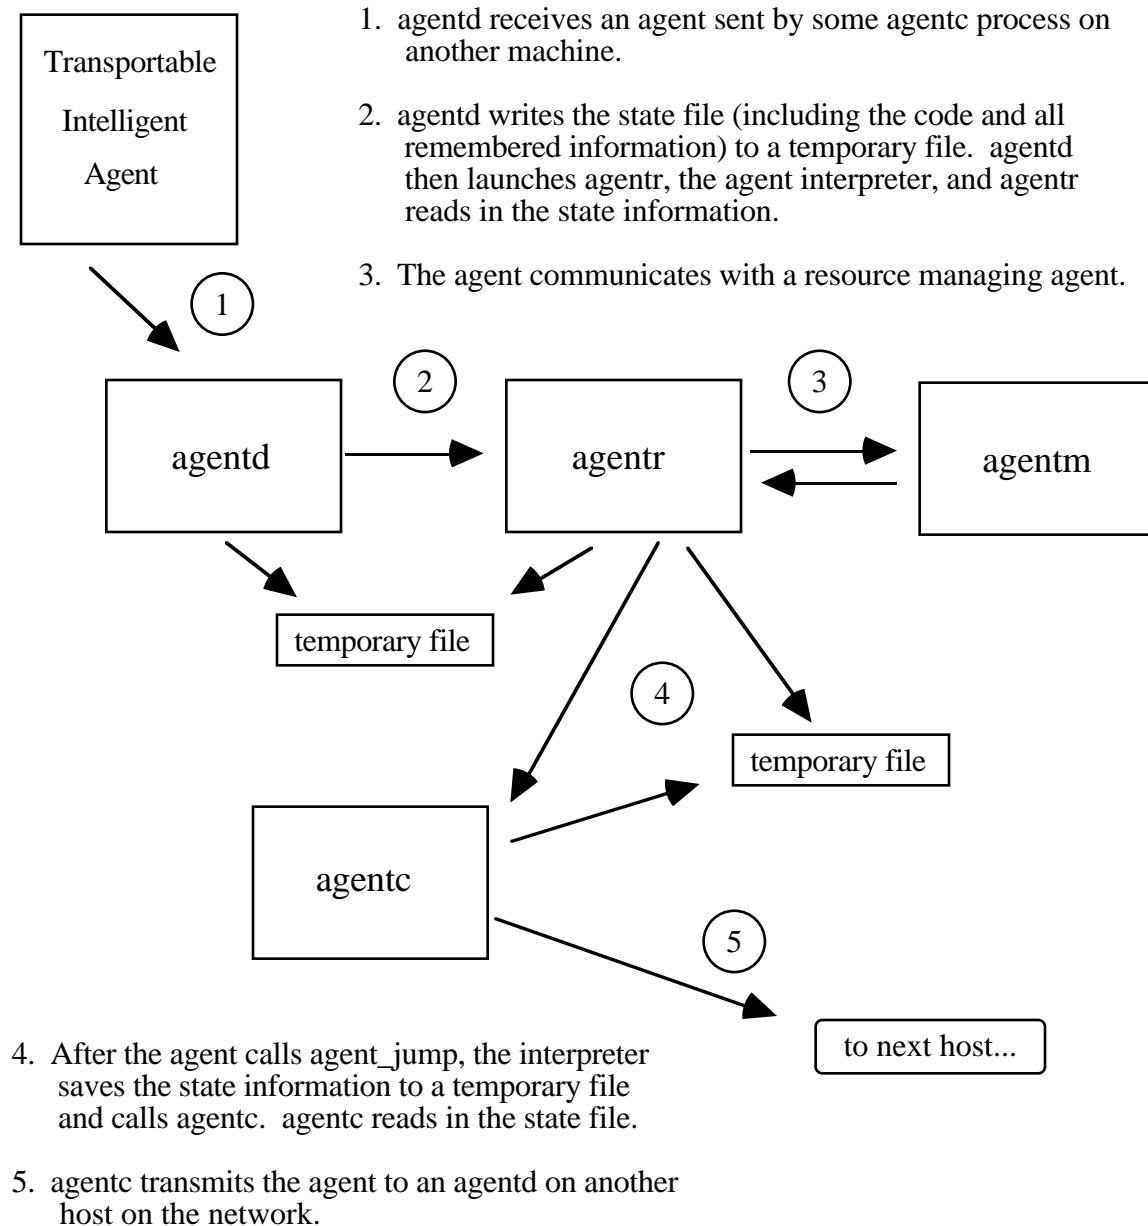 Transportable
Intelligent
Agent
1. agentd receives an agent sent by some agentc process on
another machine.
2. agentd writes the state file (including the code and all
remembered information) to a temporary file. agentd
then launches agentr, the agent interpreter, and agentr
reads in the state information.
3. The agent communicates with a resource managing agent.
1
2
3
agentd
agentr
agentm
temporary file
4
temporary file
agentc
5
to next host...
4. After the agent calls agent_jump, the interpreter
saves the state information to a temporary file
and calls agentc. agentc reads in the state file.
5. agentc transmits the agent to an agentd on another
host on the network.